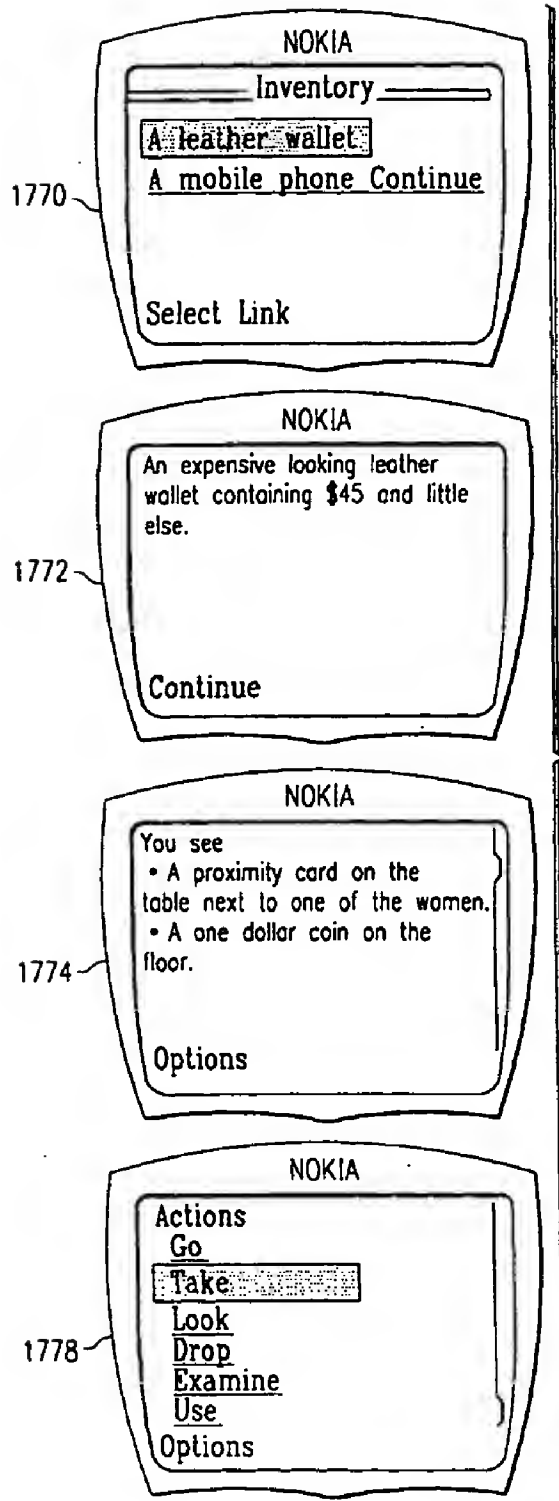 NOKIA
Inventory
A leather wallet
A mobile phone Continue
1770
Select Link
NOKIA
An expensive looking leather
wallet containing $45 and little
else.
1772
Continue
NOKIA
You see
• A proximity card on the
table next to one of the women.
• A one dollar coin on the
floor.
1774
Options
NOKIA
Actions
Go
Take
Look
Drop
1778
Examine
Use
Options